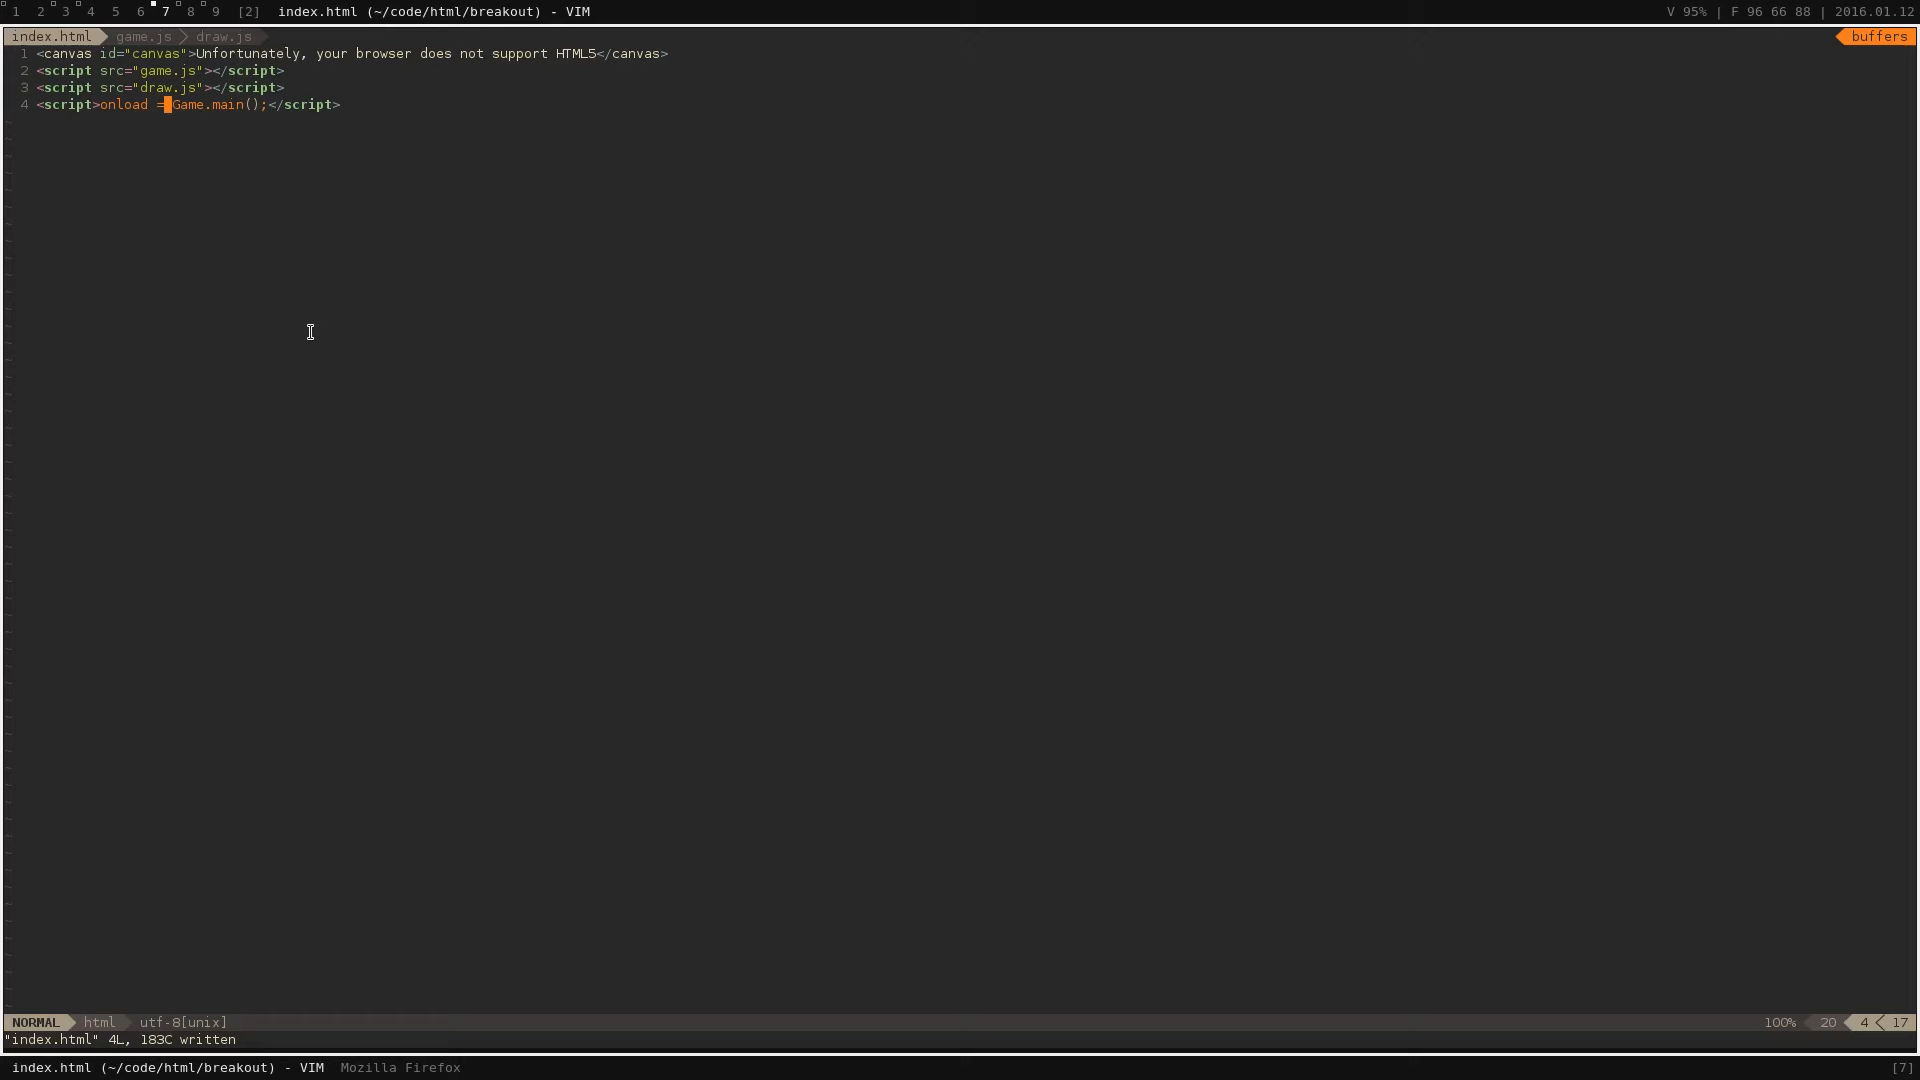 1 2 3 4 5 6 7 8 9 [2] index.html (~/code/html/breakout) - VIM V 95% | F 96 66 88 | 2016.01.12
index.html game.js draw.js buffers
1 <canvas id="canvas">Unfortunately, your browser does not support HTML5</canvas>
2 <script src="game.js"></script>
3 <script src="draw.js"></script>
4 <script>onload = Game.main();</script>
NORMAL html utf-8[unix] 100% 20 4 17
"index.html" 4L, 183C written
index.html (~/code/html/breakout) - VIM Mozilla Firefox [7]